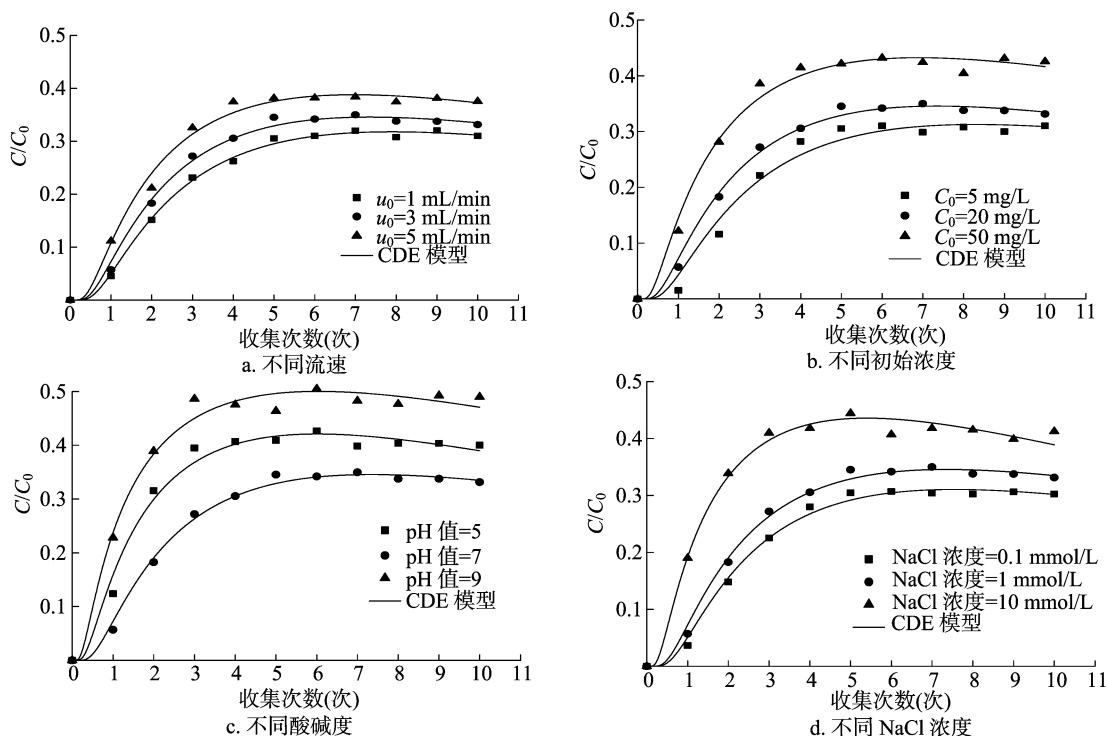 0.5
0.4
0.3
0.2
0.1
C/C0
0 1 2 3 4 5 6 7 8 9 10 11
u0=1 mL/min
u0=3 mL/min
u0=5 mL/min
CDE 模型
收集次数(次)
a. 不同流速
0.5
0.4
0.3
0.2
0.1
C/C0
0 1 2 3 4 5 6 7 8 9 10 11
C0=5 mg/L
C0=20 mg/L
C0=50 mg/L
CDE 模型
收集次数(次)
b. 不同初始浓度
0.5
0.4
0.3
0.2
0.1
C/C0
0 1 2 3 4 5 6 7 8 9 10 11
pH 值=5
pH 值=7
pH 值=9
CDE 模型
收集次数(次)
c. 不同酸碱度
0.5
0.4
0.3
0.2
0.1
C/C0
0 1 2 3 4 5 6 7 8 9 10 11
NaCl 浓度=0.1 mmol/L
NaCl 浓度=1 mmol/L
NaCl 浓度=10 mmol/L
CDE 模型
收集次数(次)
d. 不同 NaCl 浓度